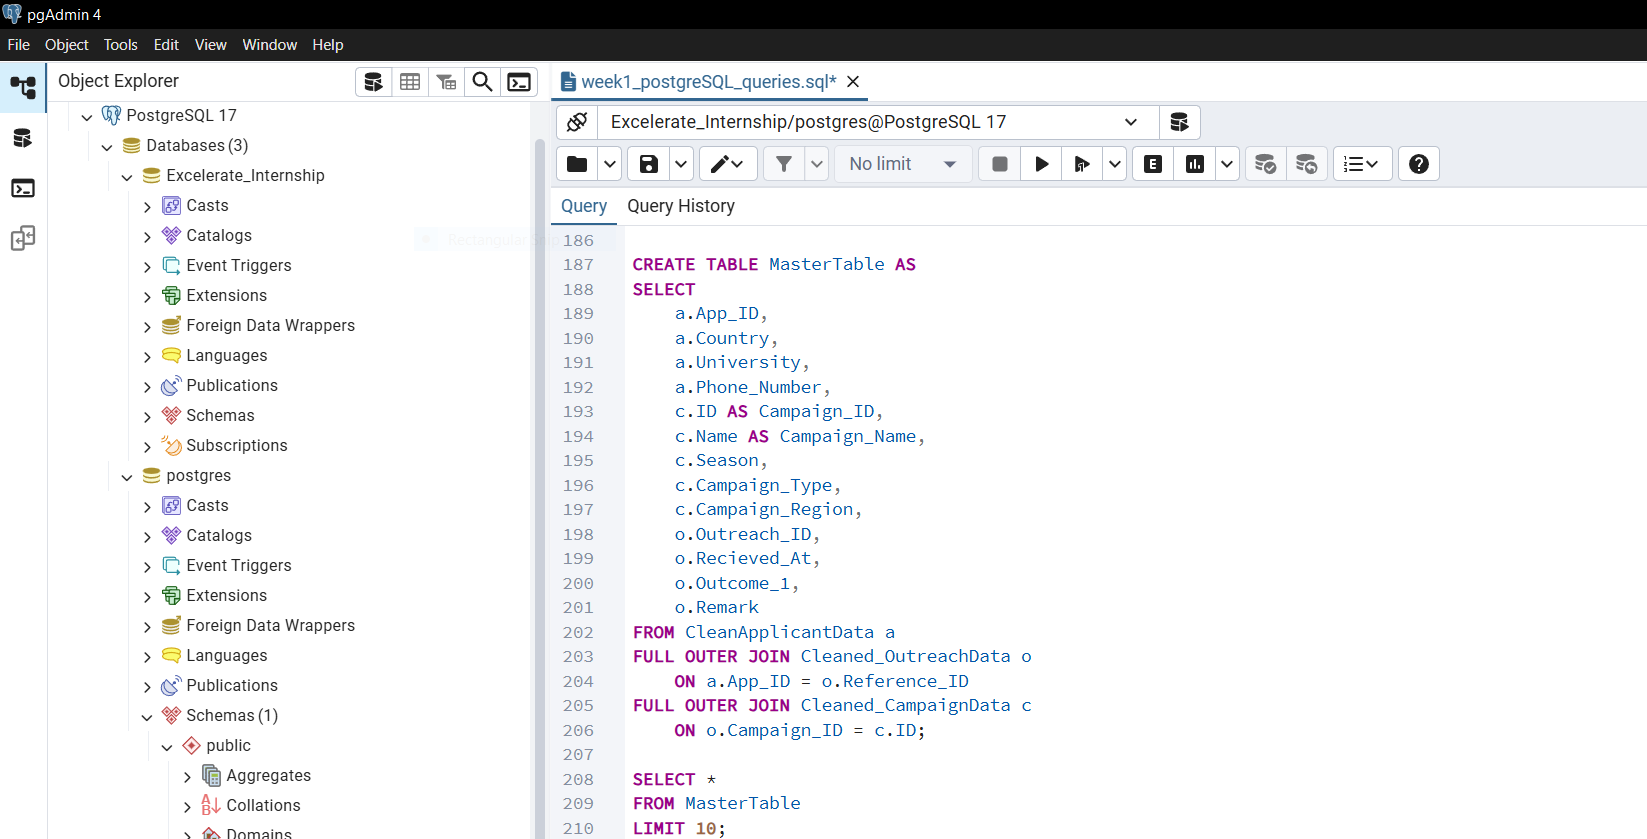 pgAdmin 4
File Object Tools Edit View Window Help
Object Explorer
PostgreSQL 17
Databases (3)
Excelerate_Internship
Casts
Catalogs
Event Triggers
Extensions
Foreign Data Wrappers
Languages
Publications
Schemas
Subscriptions
postgres
Casts
Catalogs
Event Triggers
Extensions
Foreign Data Wrappers
Languages
Publications
Schemas (1)
public
Aggregates
Collations
Domains
week1_postgreSQL_queries.sql*
Excelerate_Internship/postgres@PostgreSQL 17
No limit
E
Query Query History
Rectangular
186
187 CREATE TABLE MasterTable AS
188 SELECT
189 a.App_ID,
190 a.Country,
191 a.University,
192 a.Phone_Number,
193 c.ID AS Campaign_ID,
194 c.Name AS Campaign_Name,
195 c.Season,
196 c.Campaign_Type,
197 c.Campaign_Region,
198 o.Outreach_ID,
199 o.Recieved_At,
200 o.Outcome_1,
201 o.Remark
202 FROM CleanApplicantData a
203 FULL OUTER JOIN Cleaned_OutreachData o
204 ON a.App_ID = o.Reference_ID
205 FULL OUTER JOIN Cleaned_CampaignData c
206 ON o.Campaign_ID = c.ID;
207
208 SELECT *
209 FROM MasterTable
210 LIMIT 10;